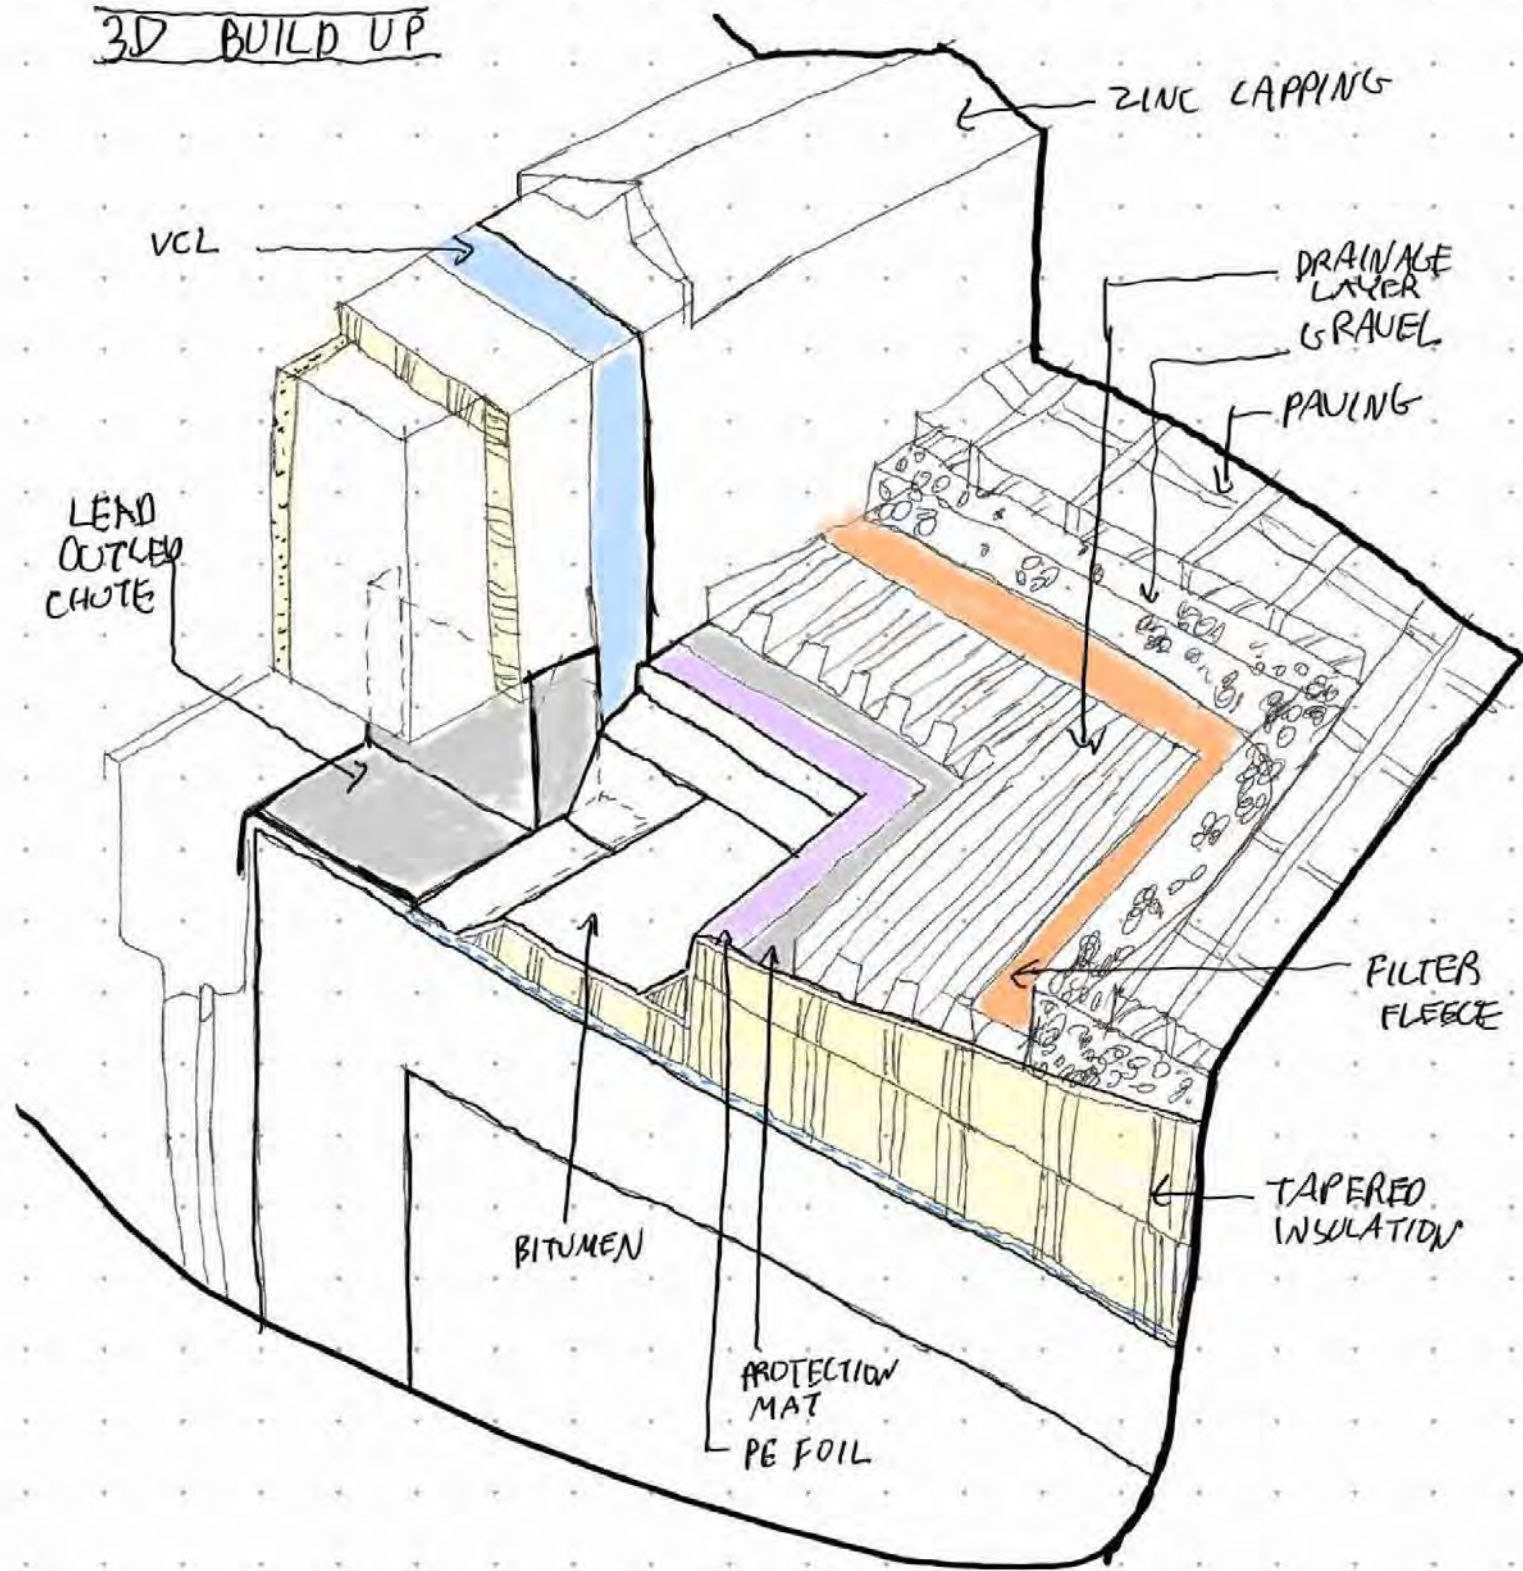 3D BUILD UP
ZINC CAPPING
VCL
DRAINAGE
LAYER
GRAVEL
PAVING
LEAD
OUTLET
CHUTE
FILTER
FLEECE
TAPERED
INSULATION
BITUMEN
PROTECTION
MAT
PE FOIL